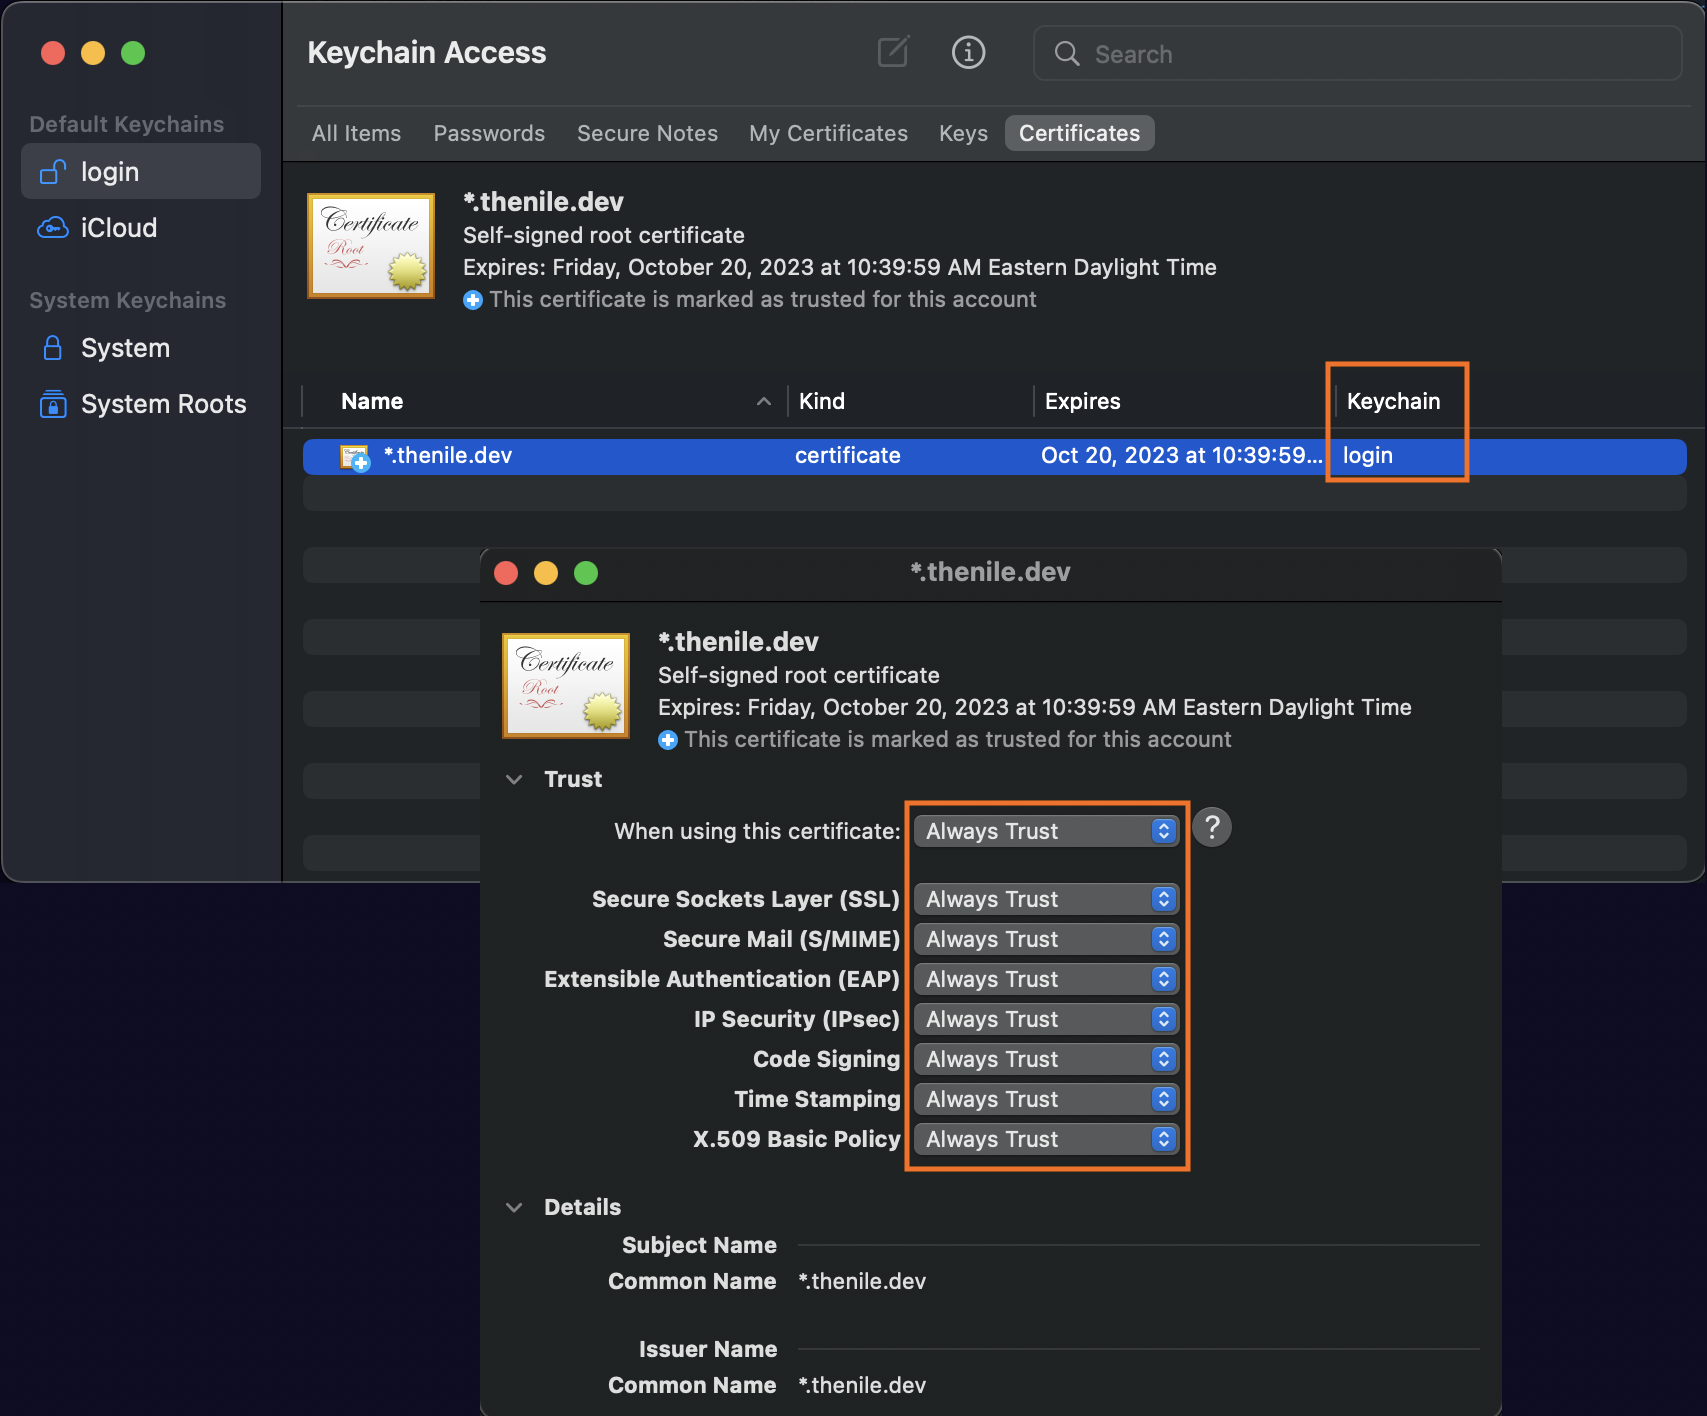 Keychain Access
Search
Default Keychains
login
iCloud
System Keychains
System
System Roots
All Items Passwords Secure Notes My Certificates Keys Certificates
Certificate
Root
*.thenile.dev
Self-signed root certificate
Expires: Friday, October 20, 2023 at 10:39:59 AM Eastern Daylight Time
This certificate is marked as trusted for this account
Name Kind Expires Keychain
*.thenile.dev certificate Oct 20, 2023 at 10:39:59... login
*.thenile.dev
Certificate
Root
*.thenile.dev
Self-signed root certificate
Expires: Friday, October 20, 2023 at 10:39:59 AM Eastern Daylight Time
This certificate is marked as trusted for this account
Trust
When using this certificate: Always Trust ?
Secure Sockets Layer (SSL) Always Trust
Secure Mail (S/MIME) Always Trust
Extensible Authentication (EAP) Always Trust
IP Security (IPsec) Always Trust
Code Signing Always Trust
Time Stamping Always Trust
X.509 Basic Policy Always Trust
Details
Subject Name
Common Name *.thenile.dev
Issuer Name
Common Name *.thenile.dev